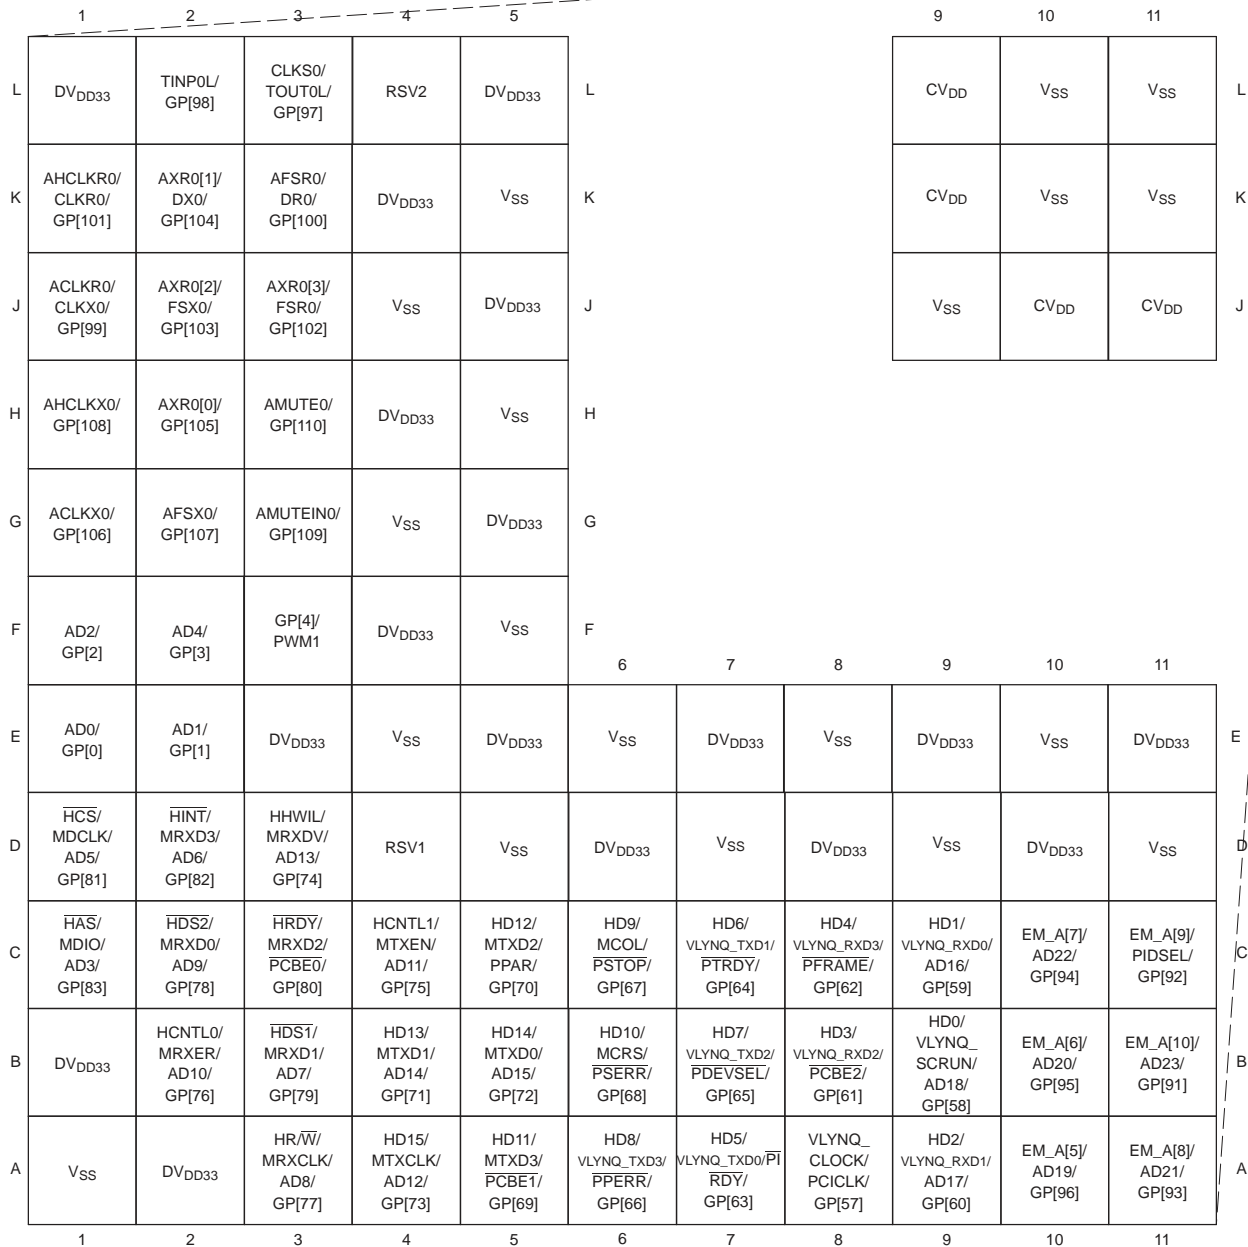 1 2 3 4 5 9 10 11
L DVDD33 TINP0L/ GP[98] CLKS0/ TOUT0L/ GP[97] RSV2 DVDD33 L CVDD VSS VSS L
K AHCLKR0/ CLKR0/ GP[101] AXR0[1]/ DX0/ GP[104] AFSR0/ DR0/ GP[100] DVDD33 VSS K CVDD VSS VSS K
J ACLKR0/ CLKX0/ GP[99] AXR0[2]/ FSX0/ GP[103] AXR0[3]/ FSR0/ GP[102] VSS DVDD33 J VSS CVDD CVDD J
H AHCLKX0/ GP[108] AXR0[0]/ GP[105] AMUTE0/ GP[110] DVDD33 VSS H
G ACLKX0/ GP[106] AFSX0/ GP[107] AMUTEIN0/ GP[109] VSS DVDD33 G
F AD2/ GP[2] AD4/ GP[3] GP[4]/ PWM1 DVDD33 VSS F
6 7 8 9 10 11
E AD0/ GP[0] AD1/ GP[1] DVDD33 VSS DVDD33 VSS DVDD33 VSS DVDD33 VSS DVDD33 E
D HCS/ MDCLK/ AD5/ GP[81] HINT/ MRXD3/ AD6/ GP[82] HHWIL/ MRXDV/ AD13/ GP[74] RSV1 VSS DVDD33 VSS DVDD33 VSS DVDD33 VSS D
C HAS/ MDIO/ AD3/ GP[83] HDS2/ MRXD0/ AD9/ GP[78] HRDY/ MRXD2/ PCBE0/ GP[80] HCNTL1/ MTXEN/ AD11/ GP[75] HD12/ MTXD2/ PPAR/ GP[70] HD9/ MCOL/ PSTOP/ GP[67] HD6/ VLYNQ_TXD1/ PTRDY/ GP[64] HD4/ VLYNQ_RXD3/ PFRAME/ GP[62] HD1/ VLYNQ_RXD0/ AD16/ GP[59] EM_A[7]/ AD22/ GP[94] EM_A[9]/ PIDSEL/ GP[92] C
B DVDD33 HCNTL0/ MRXER/ AD10/ GP[76] HDS1/ MRXD1/ AD7/ GP[79] HD13/ MTXD1/ AD14/ GP[71] HD14/ MTXD0/ AD15/ GP[72] HD10/ MCRS/ PSERR/ GP[68] HD7/ VLYNQ_TXD2/ PDEVSEL/ GP[65] HD3/ VLYNQ_RXD2/ PCBE2/ GP[61] HD0/ VLYNQ_ SCRUN/ AD18/ GP[58] EM_A[6]/ AD20/ GP[95] EM_A[10]/ AD23/ GP[91] B
A VSS DVDD33 HR/W/ MRXCLK/ AD8/ GP[77] HD15/ MTXCLK/ AD12/ GP[73] HD11/ MTXD3/ PCBE1/ GP[69] HD8/ VLYNQ_TXD3/ PPERR/ GP[66] HD5/ VLYNQ_TXD0/PI RDY/ GP[63] VLYNQ_ CLOCK/ PCICLK/ GP[57] HD2/ VLYNQ_RXD1/ AD17/ GP[60] EM_A[5]/ AD19/ GP[96] EM_A[8]/ AD21/ GP[93] A
1 2 3 4 5 6 7 8 9 10 11